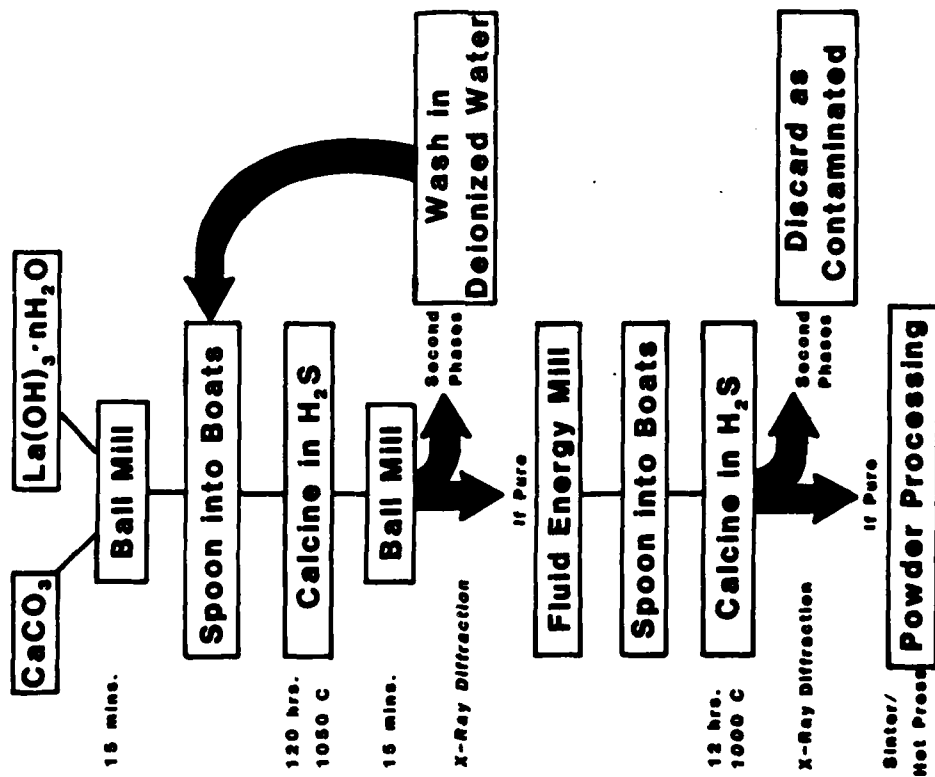 CaCO₃
La(OH)₃·nH₂O
15 mins.
Ball Mill
Spoon into Boats
120 hrs.
1050 C
Calcine in H₂S
15 mins.
Ball Mill
X-Ray Diffraction
Second
Phases
Wash in
Deionized Water
If Pure
Fluid Energy Mill
Spoon into Boats
12 hrs.
1000 C
Calcine in H₂S
X-Ray Diffraction
Second
Phases
Discard as
Contaminated
If Pure
Sinter/
Hot Press
Powder Processing